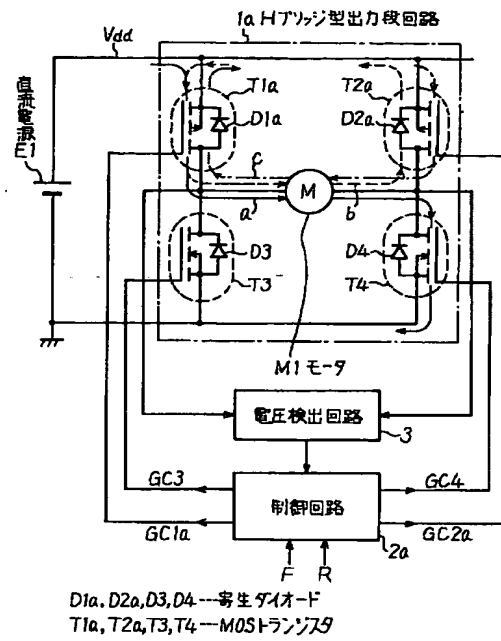 1a Hブリッジ型出力段回路
Vdd
直流電源
E1
T1a
T2a
D1a
D2a
c
M
a
b
D3
D4
T3
T4
M1 モータ
電圧検出回路
3
GC3
GC4
制御回路
GC1a
GC2a
2a
F
R
D1a, D2a, D3, D4---寄生ダイオード
T1a, T2a, T3, T4---MOSトランジスタ